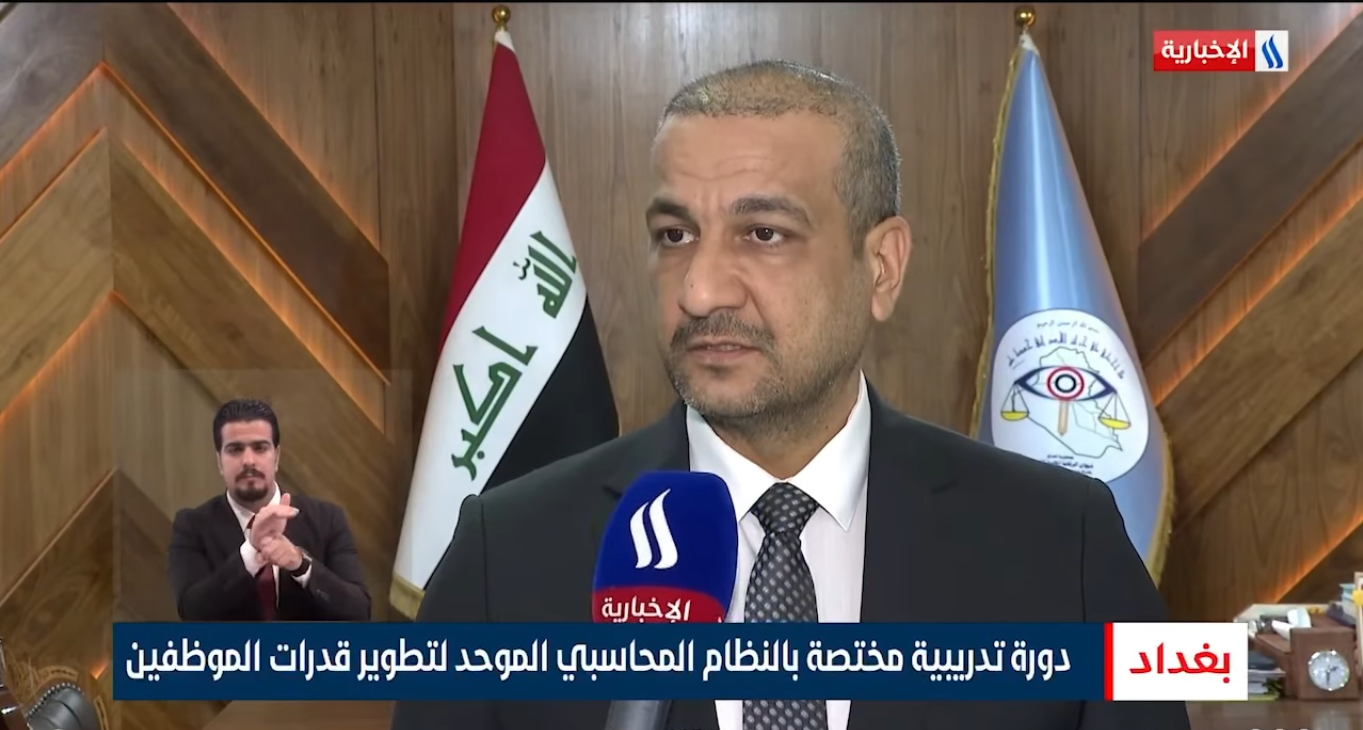 الإخبارية
الله
اكبر
الإخبارية
بغداد
دورة تدريبية مختصة بالنظام المحاسبي الموحد لتطوير قدرات الموظفين